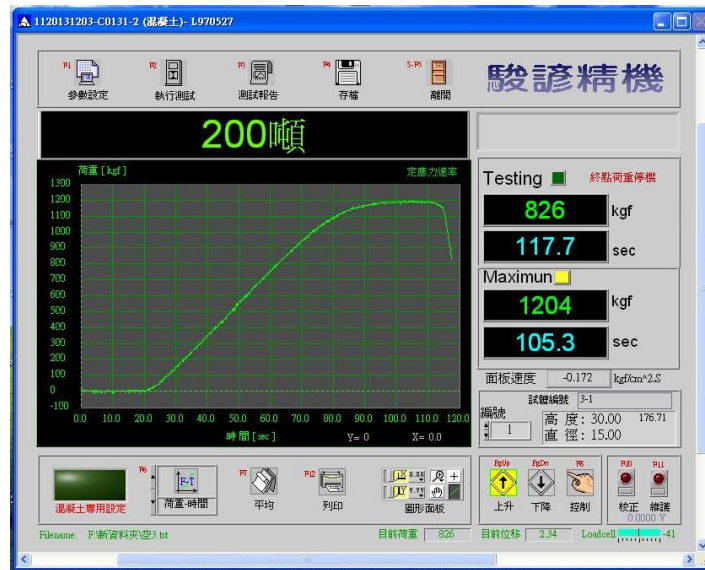 1120131203-C0131-2 (混凝土)- L970527
F1 F2 F3 F4 S-F5
參數設定 執行測試 測試報告 存檔 離開
駿諺精機
200噸
荷重 [kgf] 定應力速率
1300
1200
1100
1000
900
800
700
600
500
400
300
200
100
0
-100
0.0 10.0 20.0 30.0 40.0 50.0 60.0 70.0 80.0 90.0 100.0 110.0 120.0
時間 [sec] Y= 0 X= 0.0
Testing 終點荷重停機
826 kgf
117.7 sec
Maximun
1204 kgf
105.3 sec
面板速度 -0.172 kgf/cm^2.S
試體編號 3-1
編號 1
高 度: 30.00 176.71
直 徑: 15.00
混凝土專用設定
F6 F-T 荷重-時間
F7 平均
F12 列印
圖形面板
PgUp PgDn F8
上升 下降 控制
F10 F11
校正 維護
0.0000 V
Filename: F:\新資料夾\空3.txt 目前荷重 826 目前位移 2.34 Loadcell -41